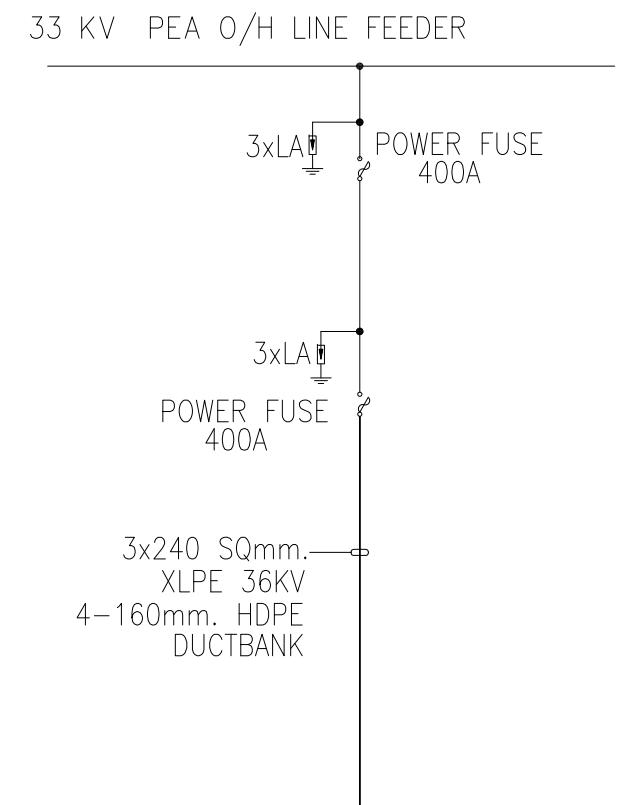 33 KV PEA O/H LINE FEEDER
3xLA
POWER FUSE
400A
3xLA
POWER FUSE
400A
3x240 SQmm.
XLPE 36KV
4-160mm. HDPE
DUCTBANK